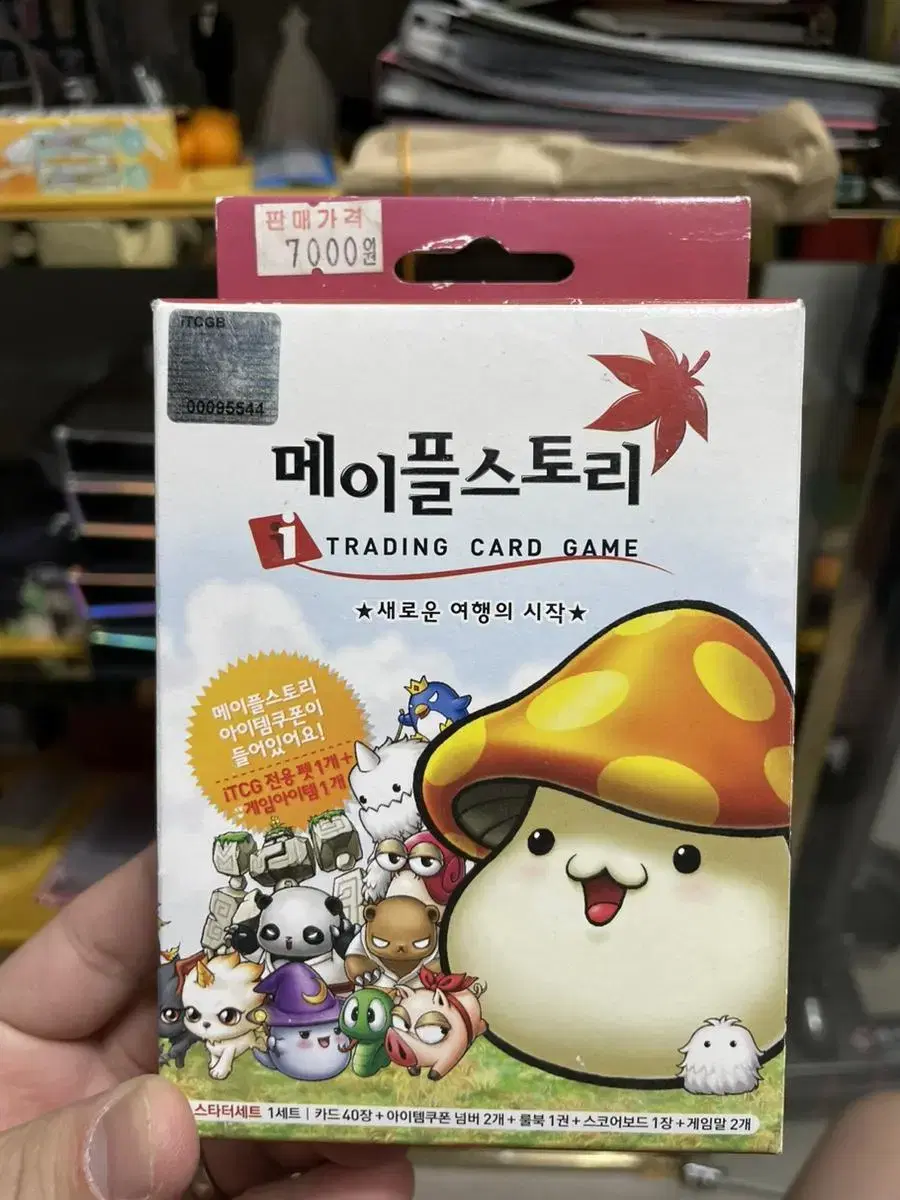 판매가격
7000원
iTCGB
00095544
메이플스토리
i TRADING CARD GAME
★새로운 여행의 시작★
메이플스토리
아이템쿠폰이
들어있어요!
iTCG 전용 펫 1개+
게임아이템 1개
스타터세트 1세트 | 카드 40장 + 아이템쿠폰 넘버 2개 + 룰북 1권 + 스코어보드 1장 + 게임말 2개